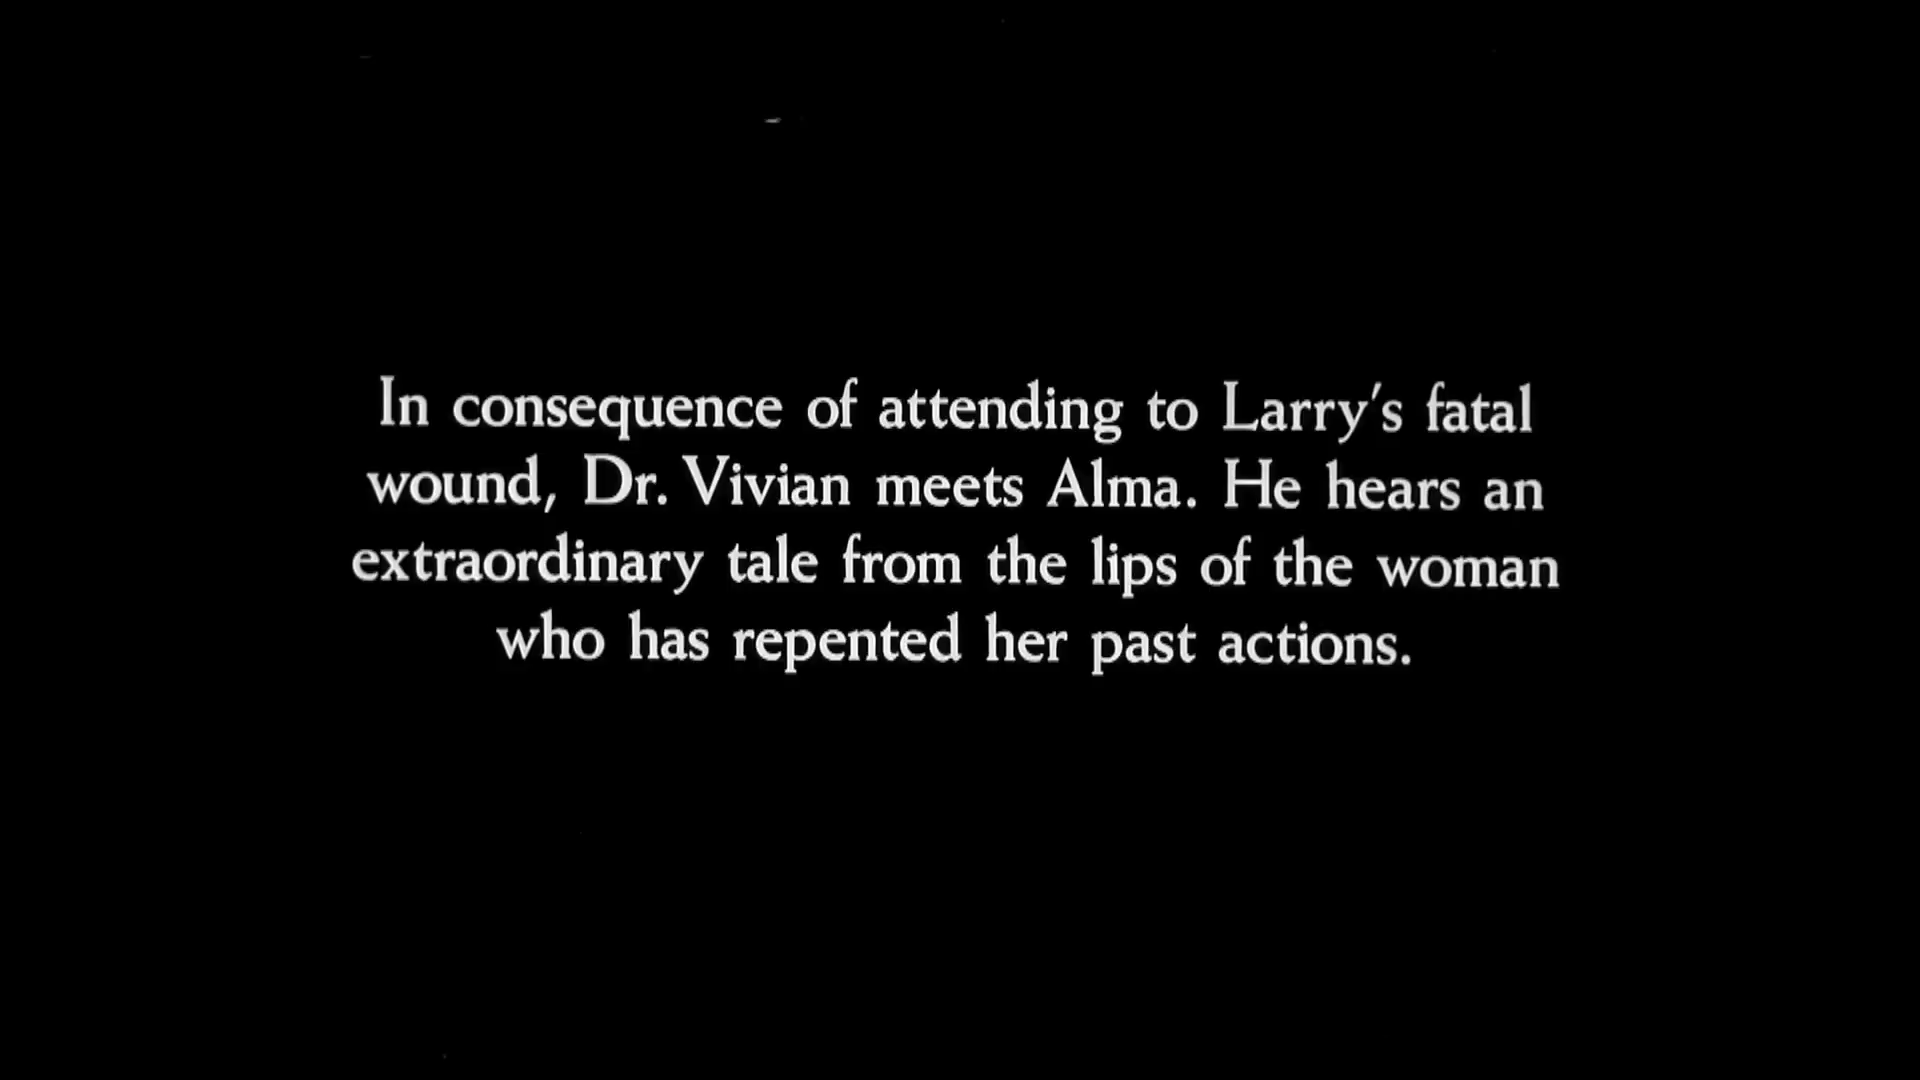 In consequence of attending to Larry's fatal
wound, Dr. Vivian meets Alma. He hears an
extraordinary tale from the lips of the woman
who has repented her past actions.